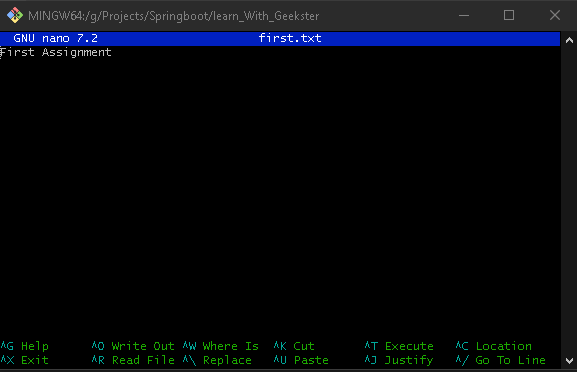 MINGW64:/g/Projects/Springboot/learn_With_Geekster
GNU nano 7.2 first.txt
First Assignment
^G Help ^O Write Out ^W Where Is ^K Cut ^T Execute ^C Location
^X Exit ^R Read File ^\ Replace ^U Paste ^J Justify ^/ Go To Line